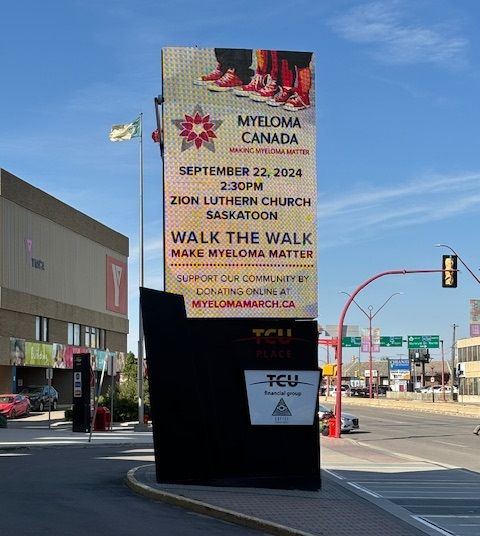 MYELOMA
CANADA
MAKING MYELOMA MATTER
SEPTEMBER 22, 2024
2:30PM
ZION LUTHERN CHURCH
SASKATOON
WALK THE WALK
MAKE MYELOMA MATTER
SUPPORT OUR COMMUNITY BY
DONATING ONLINE AT
MYELOMAMARCH.CA
TCU
PLACE
TCU
financial group
YMCA